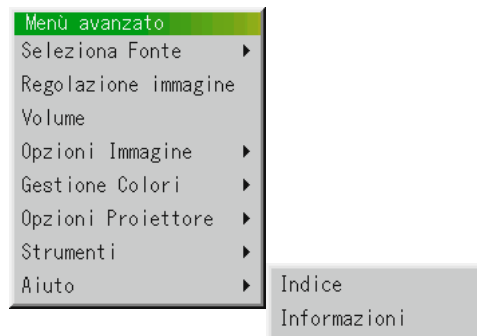 Menù avanzato
Seleziona Fonte
Regolazione immagine
Volume
Opzioni Immagine
Gestione Colori
Opzioni Proiettore
Strumenti
Aiuto
Indice
Informazioni